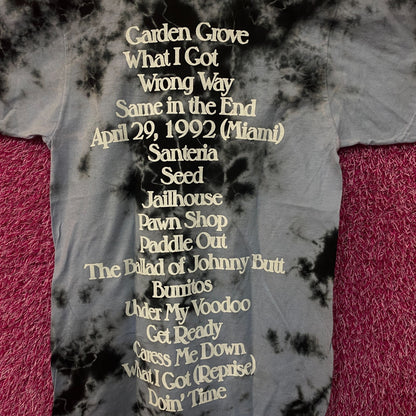 Garden Grove
What I Got
Wrong Way
Same in the End
April 29, 1992 (Miami)
Santeria
Seed
Jailhouse
Pawn Shop
Paddle Out
The Ballad of Johnny Butt
Burritos
Under My Voodoo
Get Ready
Caress Me Down
What I Got (Reprise)
Doin' Time